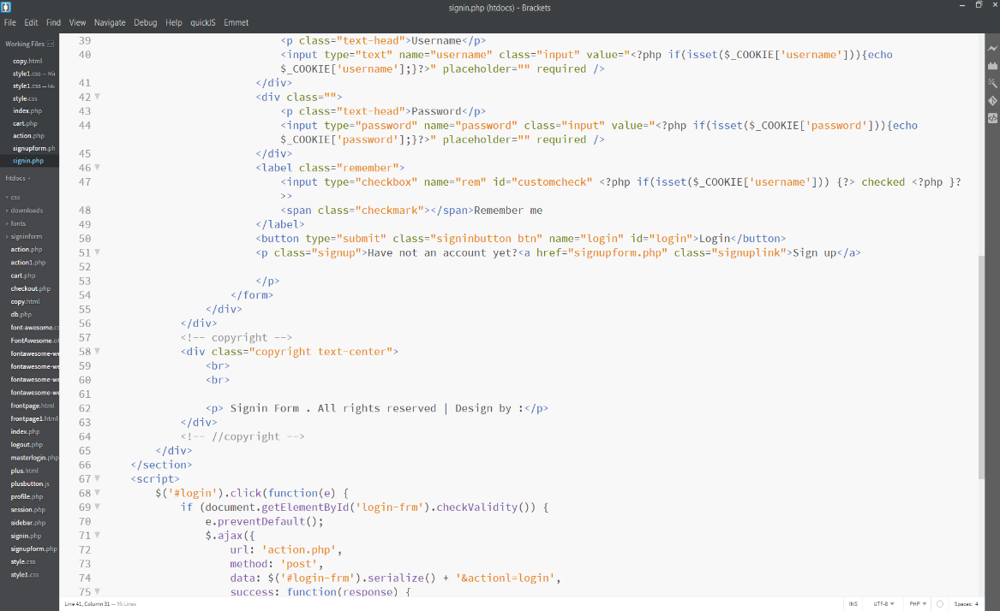 signin.php (htdocs) - Brackets
File Edit Find View Navigate Debug Help quickJS Emmet
Working Files
copy.html
style1.css — Mi
style1.css — htc
style.css
index.php
cart.php
action.php
signupform.ph
signin.php
htdocs
css
downloads
fonts
signinform
action.php
action1.php
cart.php
checkout.php
copy.html
db.php
font-awesome.cs
FontAwesome.ot
fontawesome-we
fontawesome-we
fontawesome-we
fontawesome-we
frontpage.html
frontpage1.html
index.php
logout.php
masterlogin.php
plus.html
plusbutton.js
profile.php
session.php
sidebar.php
signin.php
signupform.php
style.css
style1.css
39 <p class="text-head">Username</p>
40 <input type="text" name="username" class="input" value="<?php if(isset($_COOKIE['username'])){echo
$_COOKIE['username'];}?>" placeholder="" required />
41 </div>
42 <div class="">
43 <p class="text-head">Password</p>
44 <input type="password" name="password" class="input" value="<?php if(isset($_COOKIE['password'])){echo
$_COOKIE['password'];}?>" placeholder="" required />
45 </div>
46 <label class="remember">
47 <input type="checkbox" name="rem" id="customcheck" <?php if(isset($_COOKIE['username'])) {?> checked <?php }?
>>
48 <span class="checkmark"></span>Remember me
49 </label>
50 <button type="submit" class="signinbutton btn" name="login" id="login">Login</button>
51 <p class="signup">Have not an account yet?<a href="signupform.php" class="signuplink">Sign up</a>
52
53 </p>
54 </form>
55 </div>
56 </div>
57 <!-- copyright -->
58 <div class="copyright text-center">
59 <br>
60 <br>
61
62 <p> Signin Form . All rights reserved | Design by :</p>
63 </div>
64 <!-- //copyright -->
65 </div>
66 </section>
67 <script>
68 $('#login').click(function(e) {
69 if (document.getElementById('login-frm').checkValidity()) {
70 e.preventDefault();
71 $.ajax({
72 url: 'action.php',
73 method: 'post',
74 data: $('#login-frm').serialize() + '&actionl=login',
75 success: function(response) {
Line 41, Column 31 — 95 Lines INS UTF-8 PHP Spaces: 4